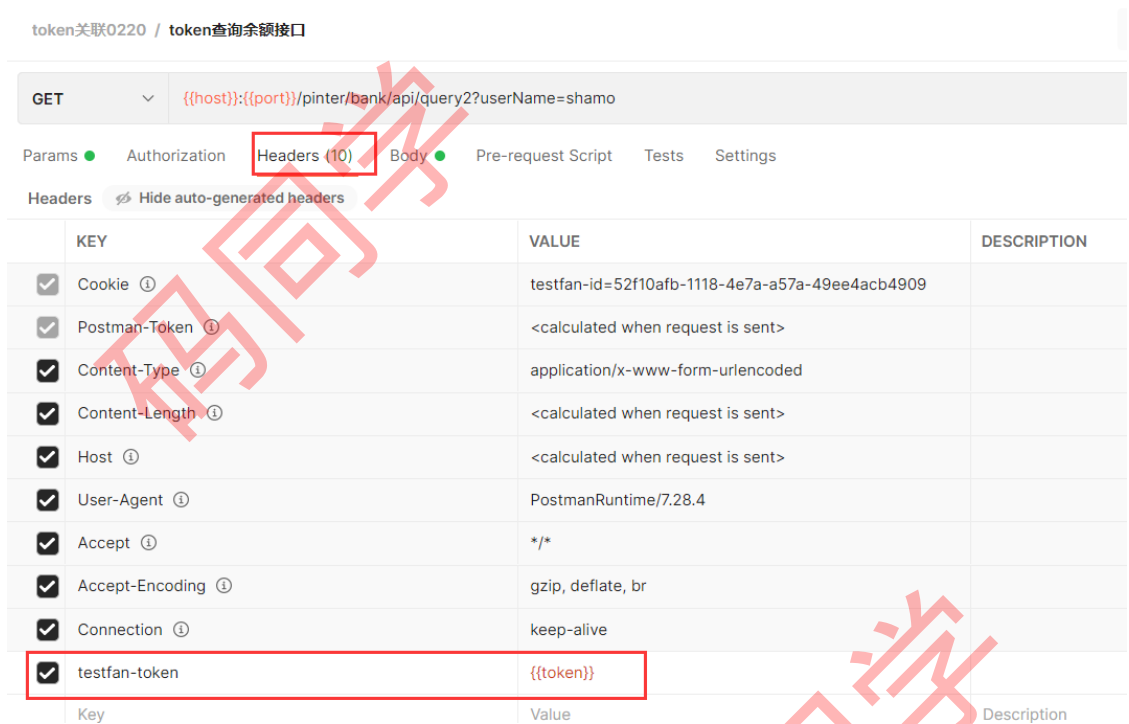 token关联0220 / token查询余额接口
GET {{host}}:{{port}}/pinter/bank/api/query2?userName=shamo
Params Authorization Headers (10) Body Pre-request Script Tests Settings
Headers Hide auto-generated headers
KEY VALUE DESCRIPTION
Cookie testfan-id=52f10afb-1118-4e7a-a57a-49ee4acb4909
Postman-Token <calculated when request is sent>
Content-Type application/x-www-form-urlencoded
Content-Length <calculated when request is sent>
Host <calculated when request is sent>
User-Agent PostmanRuntime/7.28.4
Accept */*
Accept-Encoding gzip, deflate, br
Connection keep-alive
testfan-token {{token}}
Key Value Description
码同学
同学